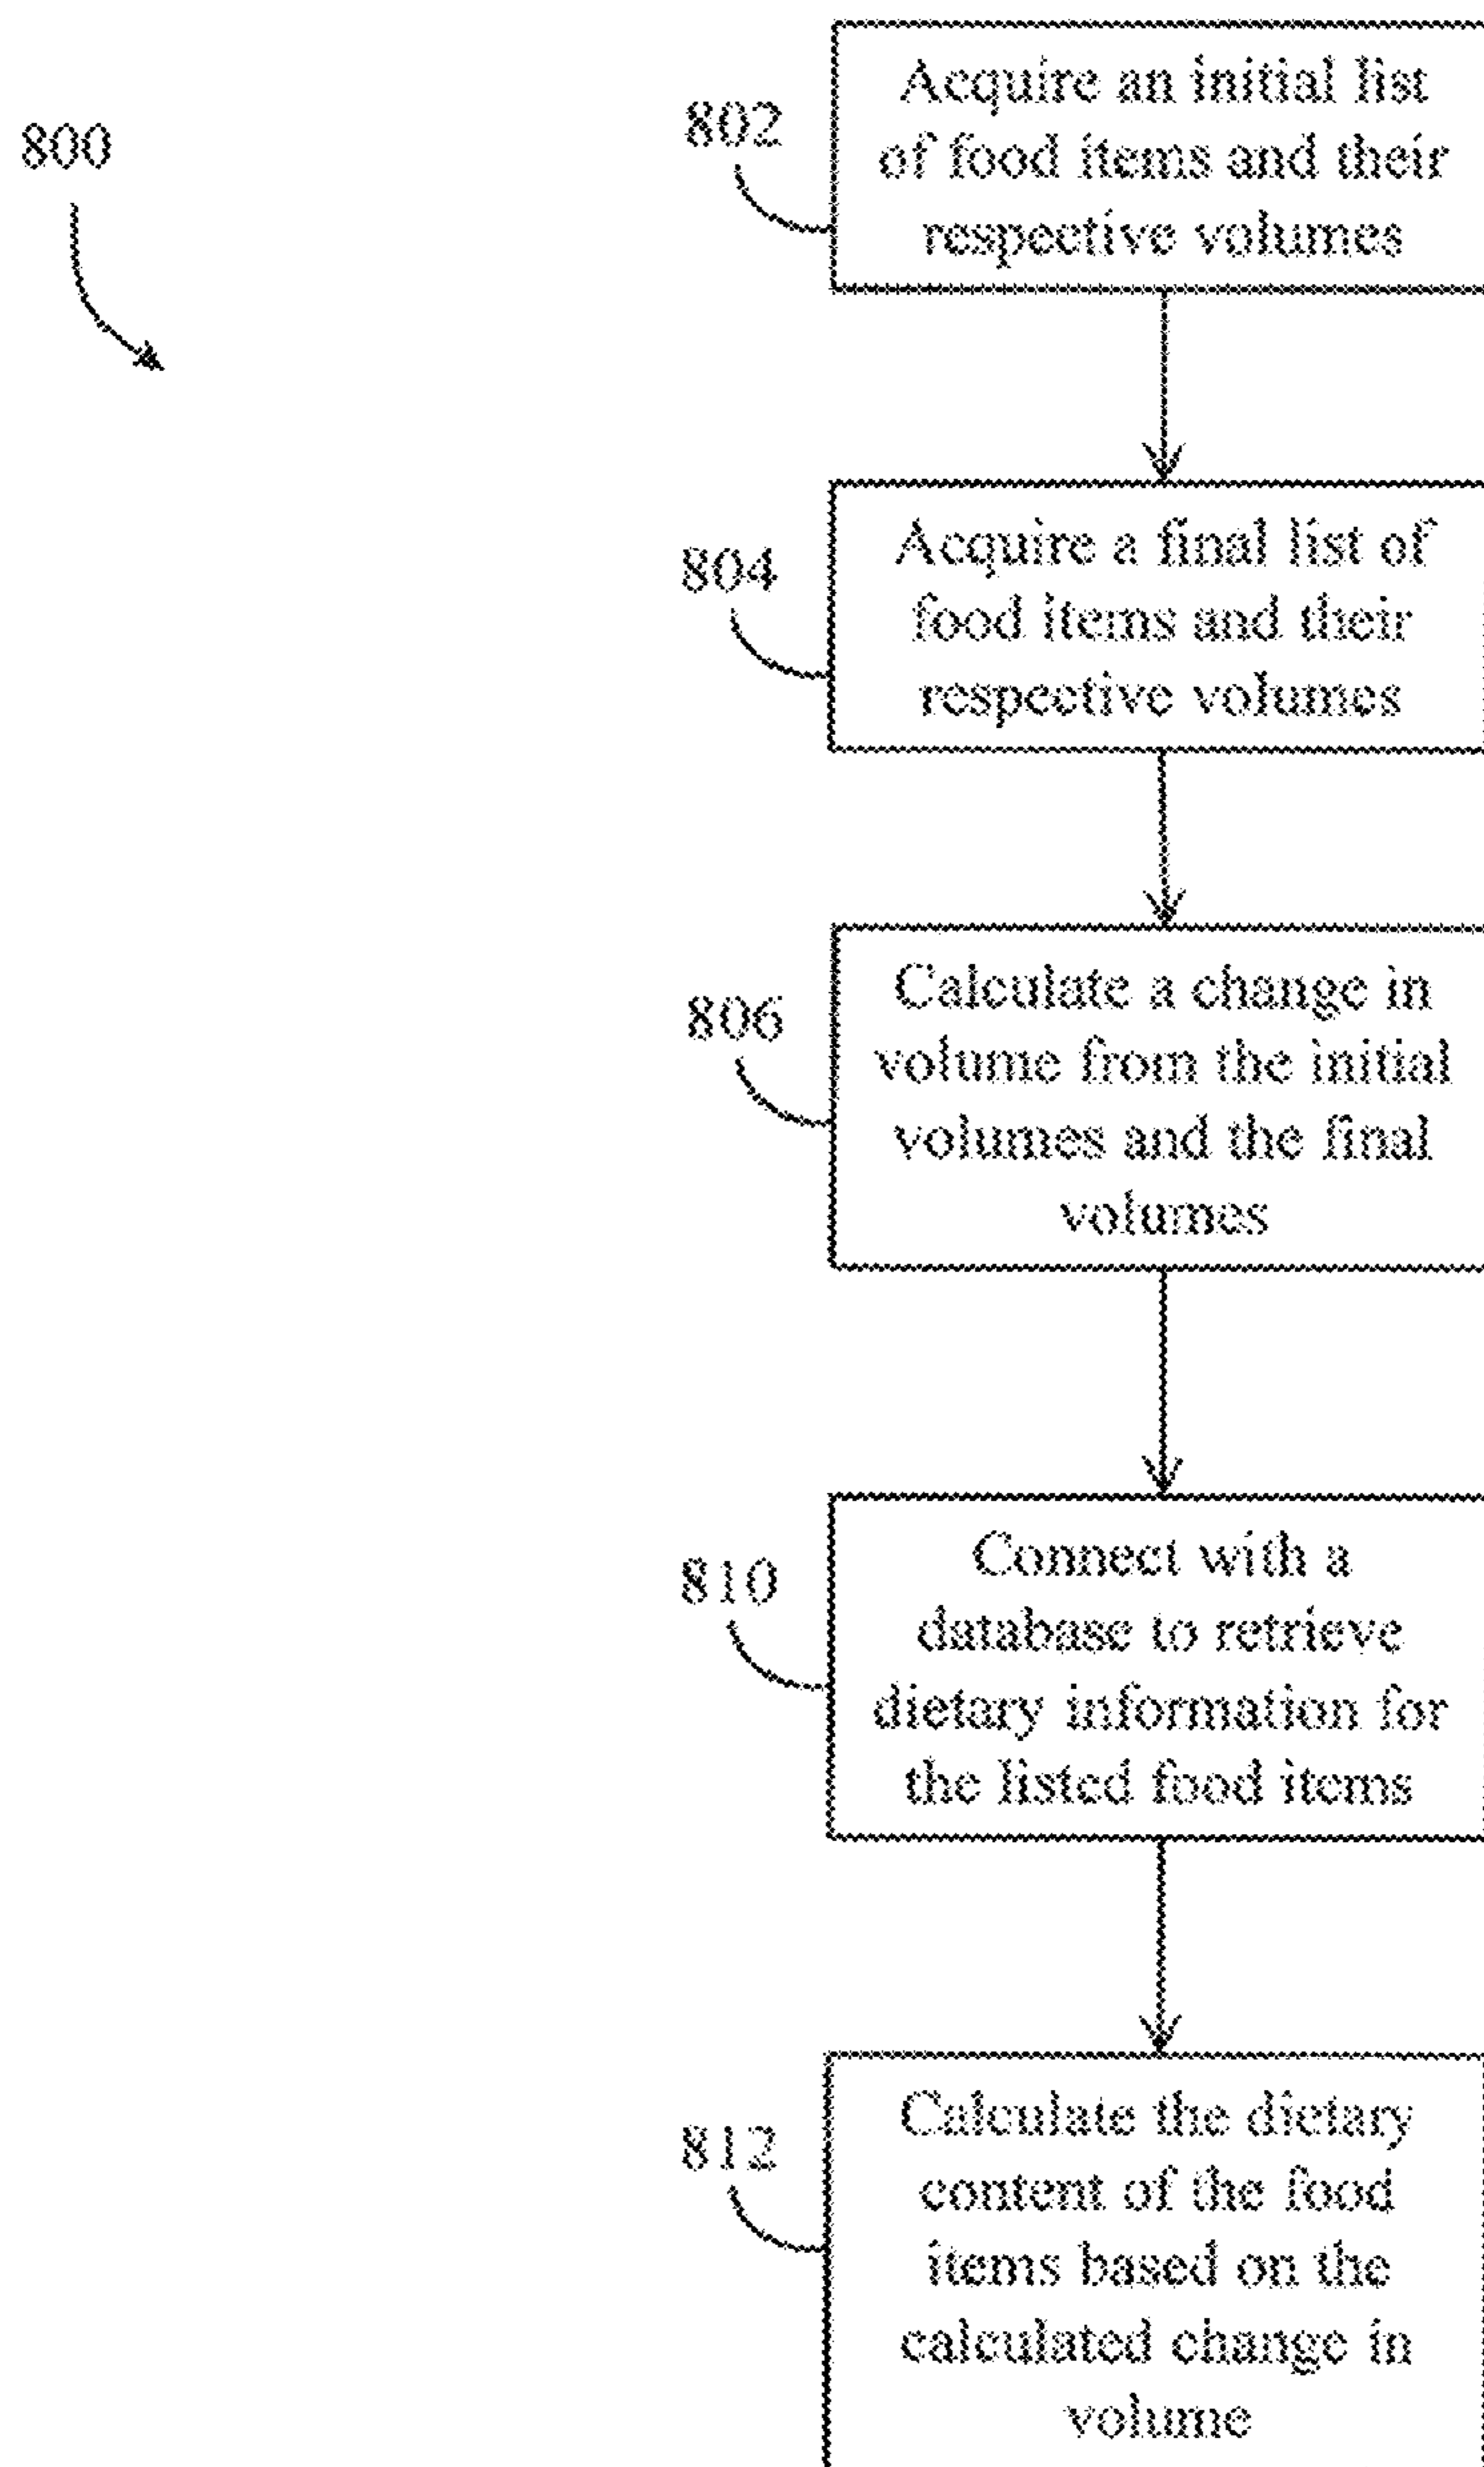 800
802
Acquire an initial list
of food items and their
respective volumes
804
Acquire a final list of
food items and their
respective volumes
806
Calculate a change in
volume from the initial
volumes and the final
volumes
810
Connect with a
database to retrieve
dietary information for
the listed food items
812
Calculate the dietary
content of the food
items based on the
calculated change in
volume